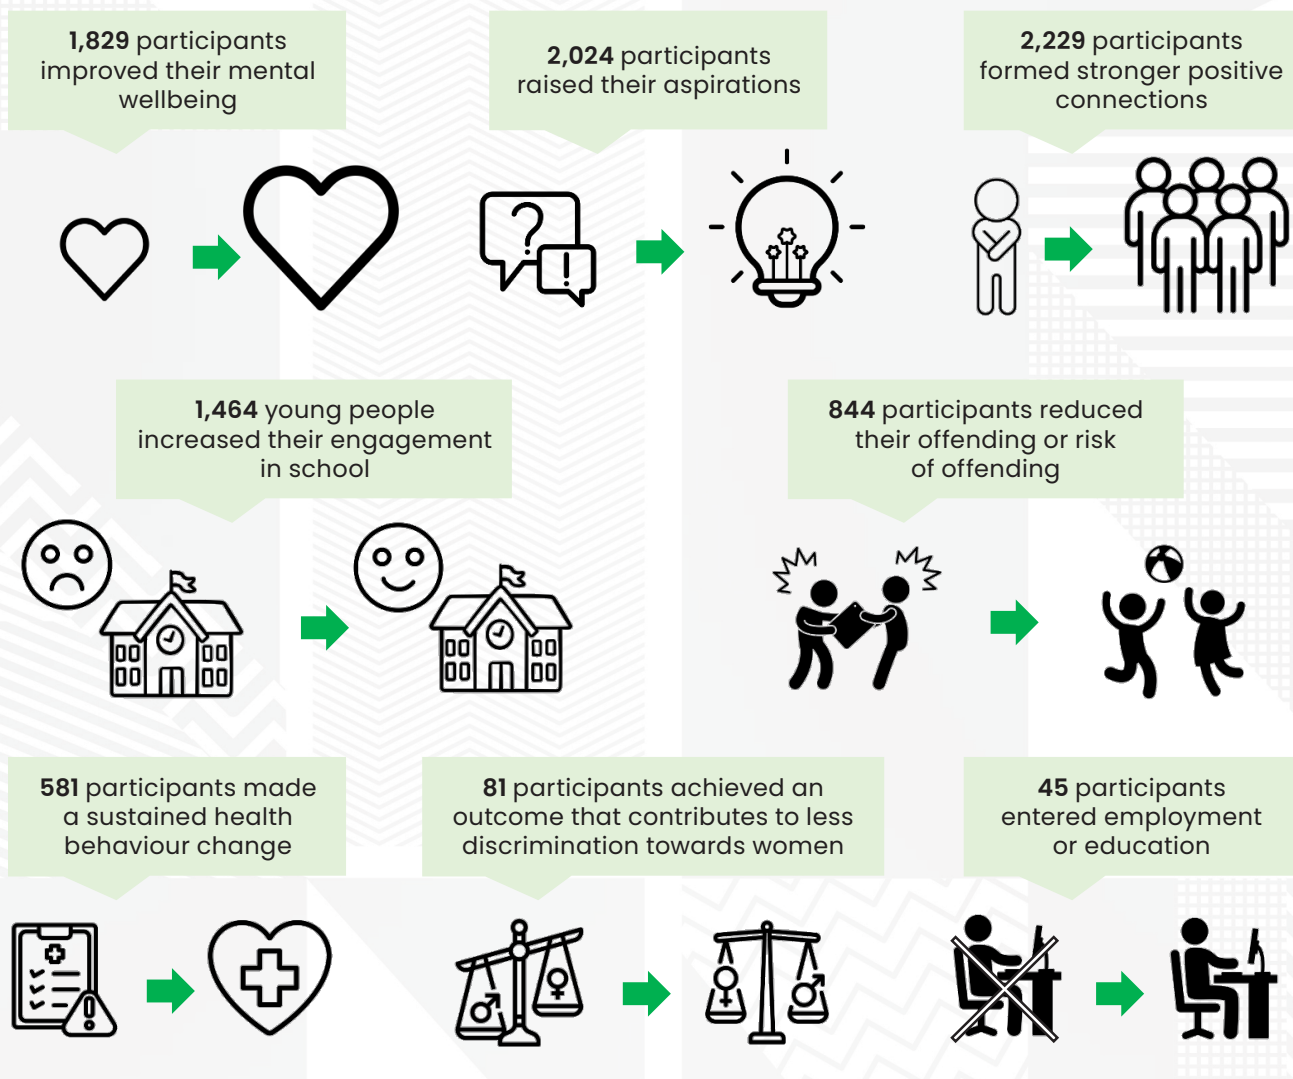 1,829 participants
improved their mental
wellbeing
2,024 participants
raised their aspirations
2,229 participants
formed stronger positive
connections
?
!
1,464 young people
increased their engagement
in school
844 participants reduced
their offending or risk
of offending
581 participants made
a sustained health
behaviour change
81 participants achieved an
outcome that contributes to less
discrimination towards women
45 participants
entered employment
or education